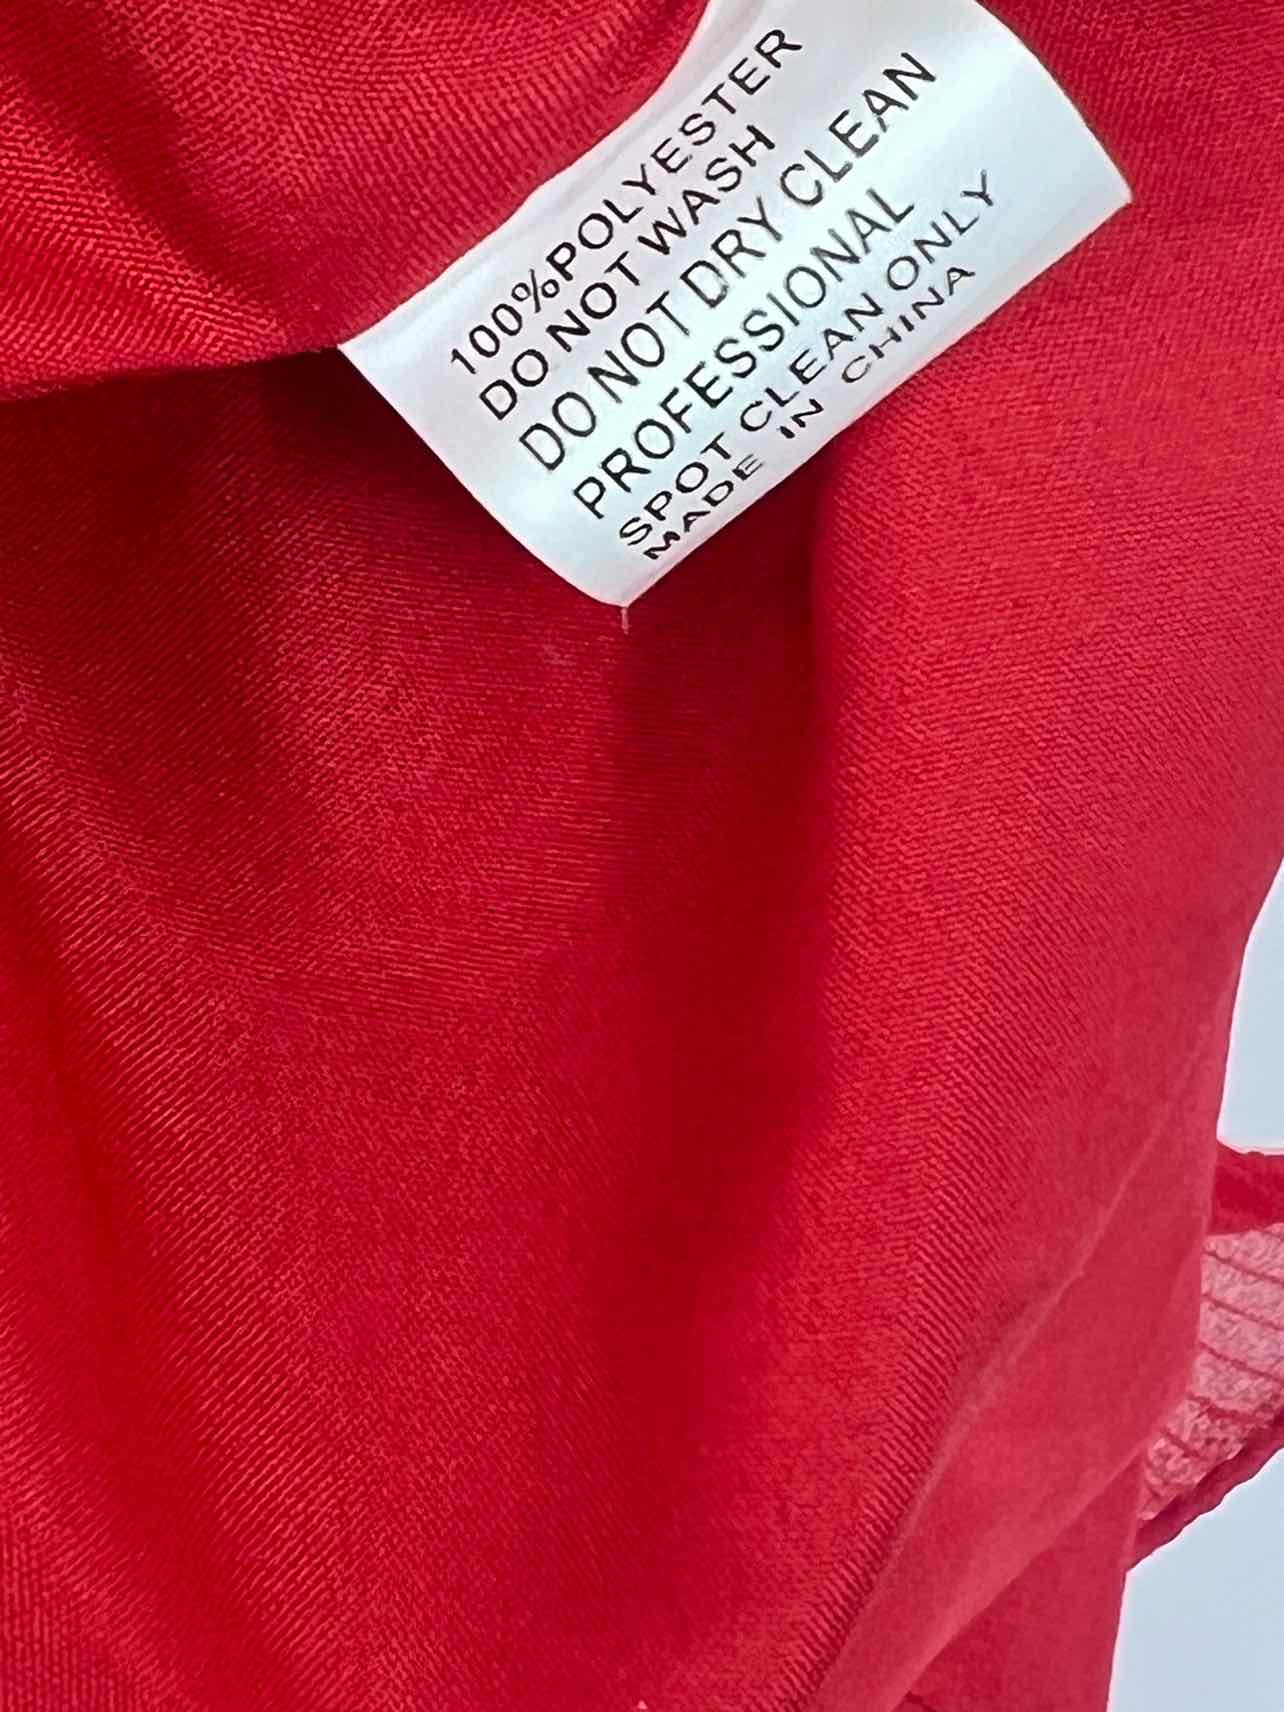 100%POLYESTER
DO NOT WASH
DO NOT DRY CLEAN
PROFESSIONAL
SPOT CLEAN ONLY
MADE IN CHINA